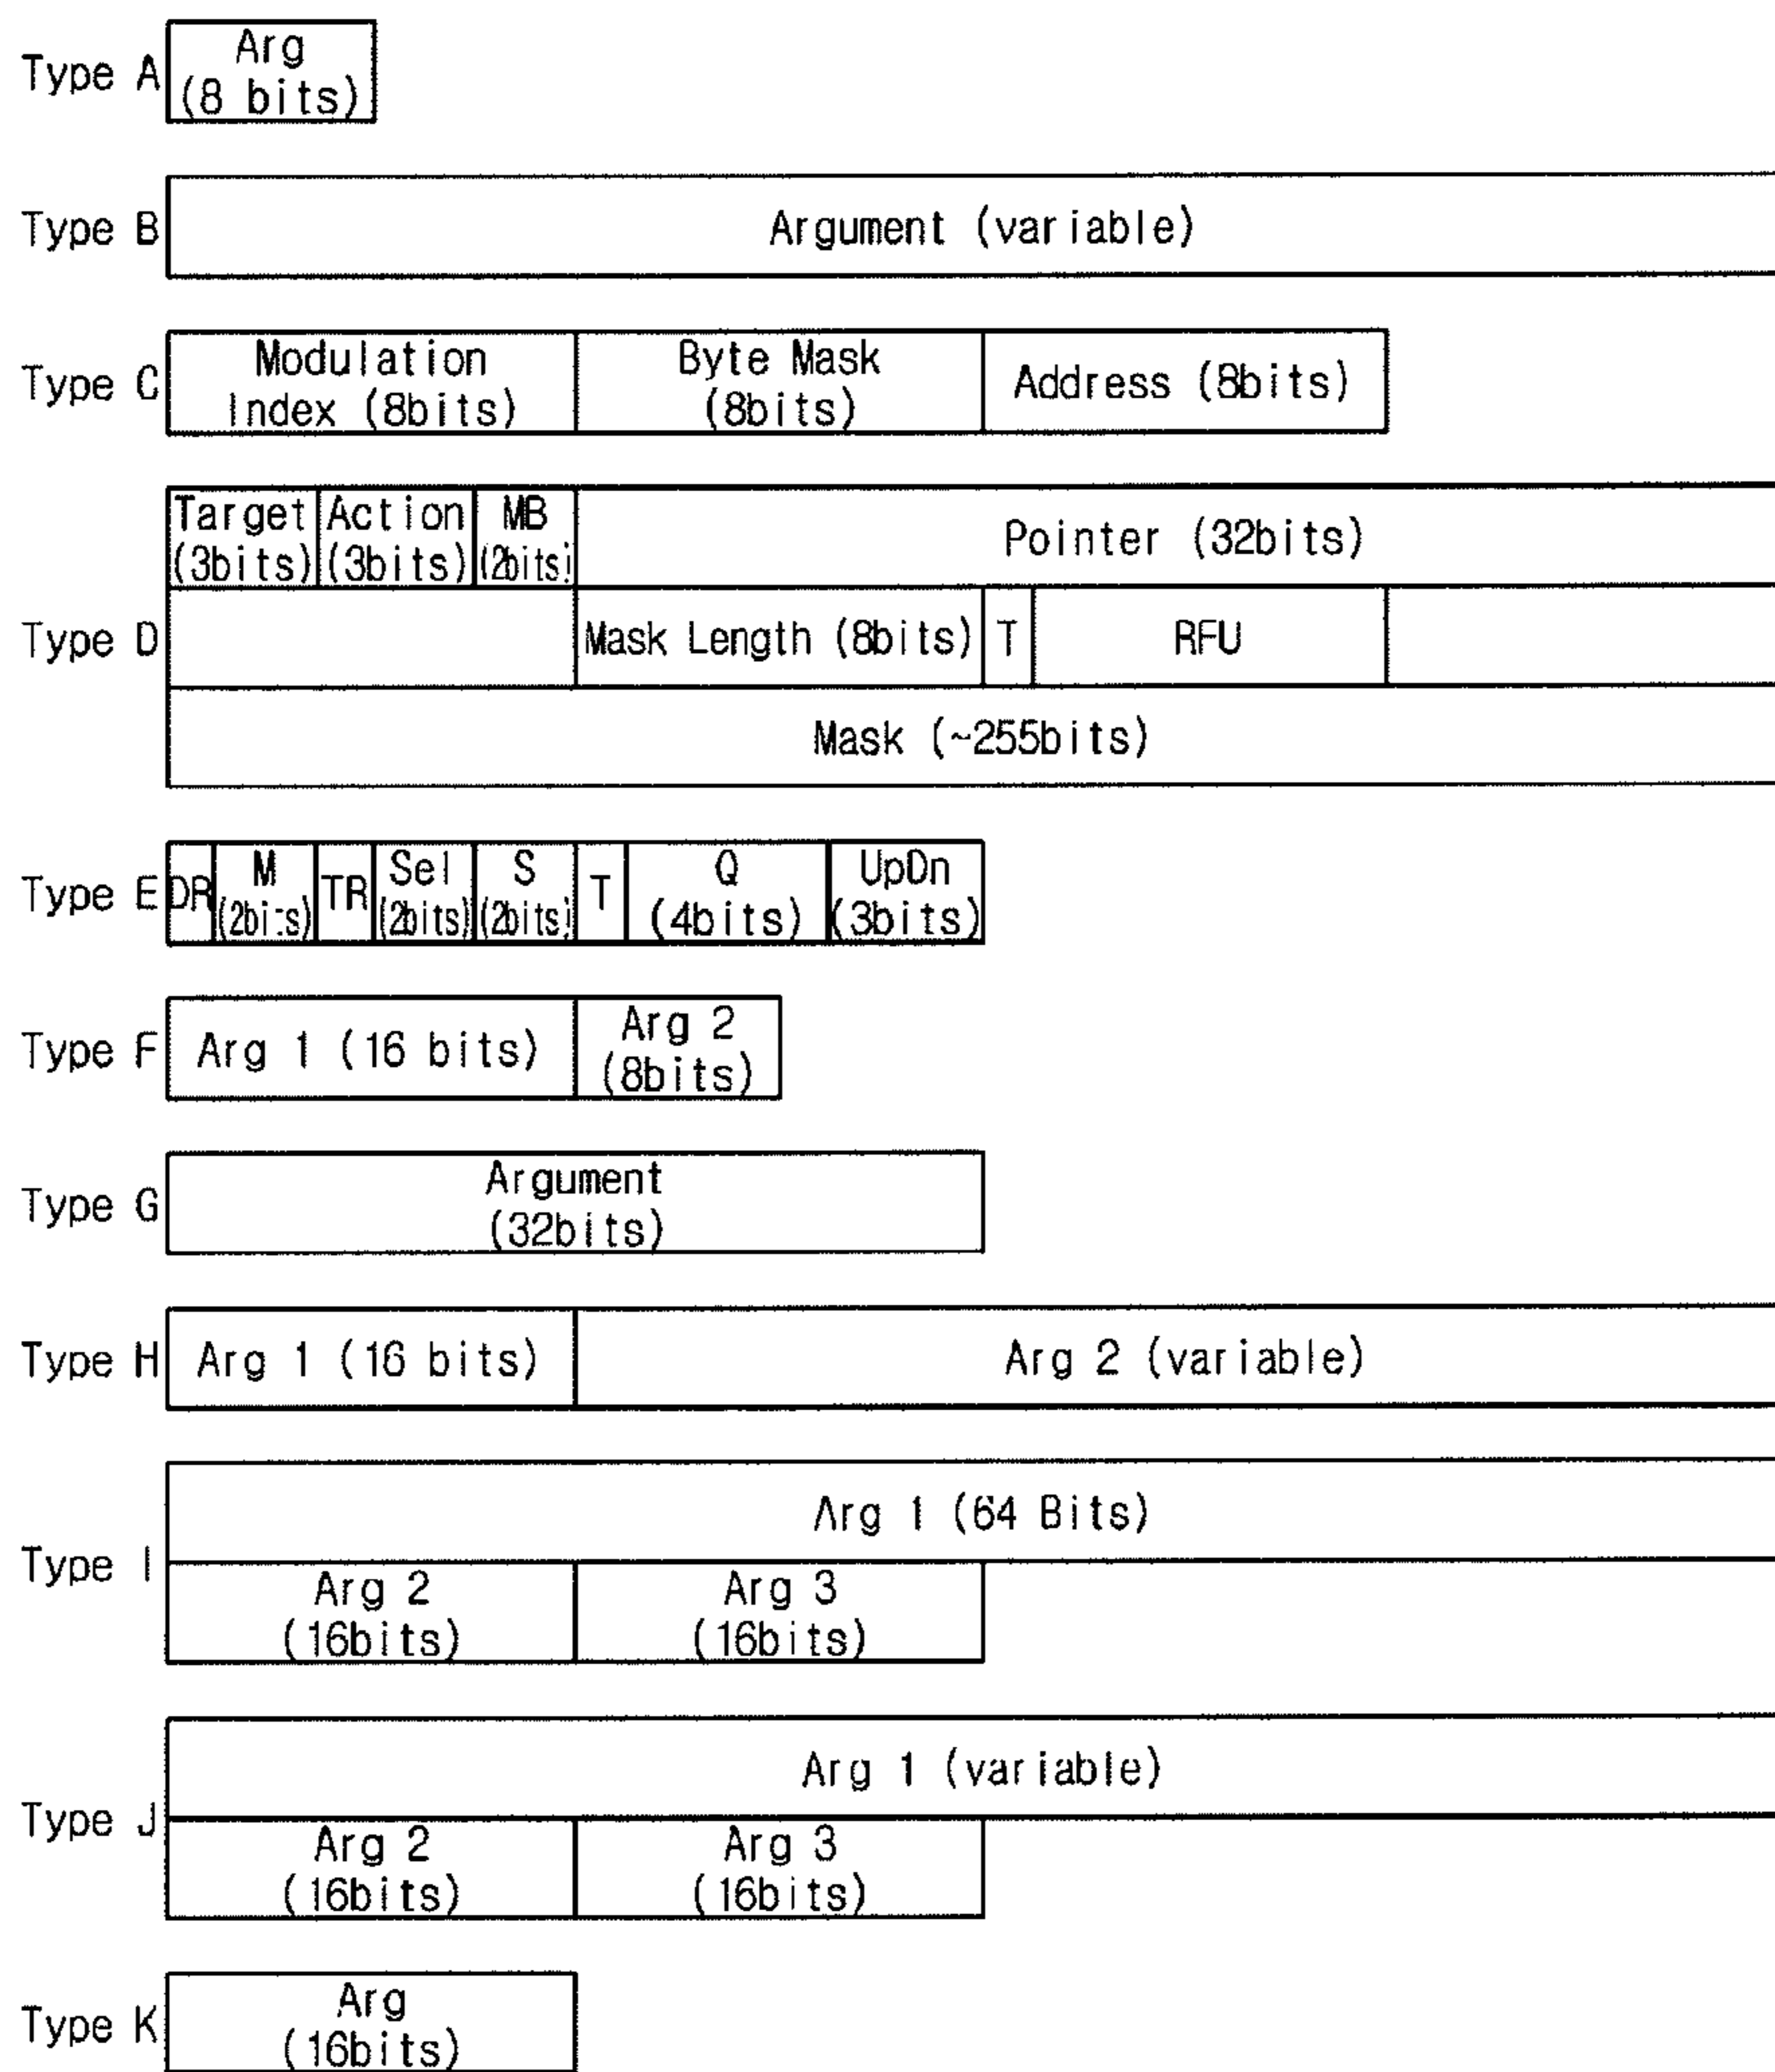 Type A
Arg
(8 bits)
Type B
Argument (variable)
Type C
Modulation
Index (8bits)
Byte Mask
(8bits)
Address (8bits)
Type D
Target
(3bits)
Action
(3bits)
MB
(2bits)
Pointer (32bits)
Mask Length (8bits)
T
RFU
Mask (~255bits)
Type E
DR
M
(2bits)
TR
Sel
(2bits)
S
(2bits)
T
Q
(4bits)
UpDn
(3bits)
Type F
Arg 1 (16 bits)
Arg 2
(8bits)
Type G
Argument
(32bits)
Type H
Arg 1 (16 bits)
Arg 2 (variable)
Type I
Arg 1 (64 Bits)
Arg 2
(16bits)
Arg 3
(16bits)
Type J
Arg 1 (variable)
Arg 2
(16bits)
Arg 3
(16bits)
Type K
Arg
(16bits)